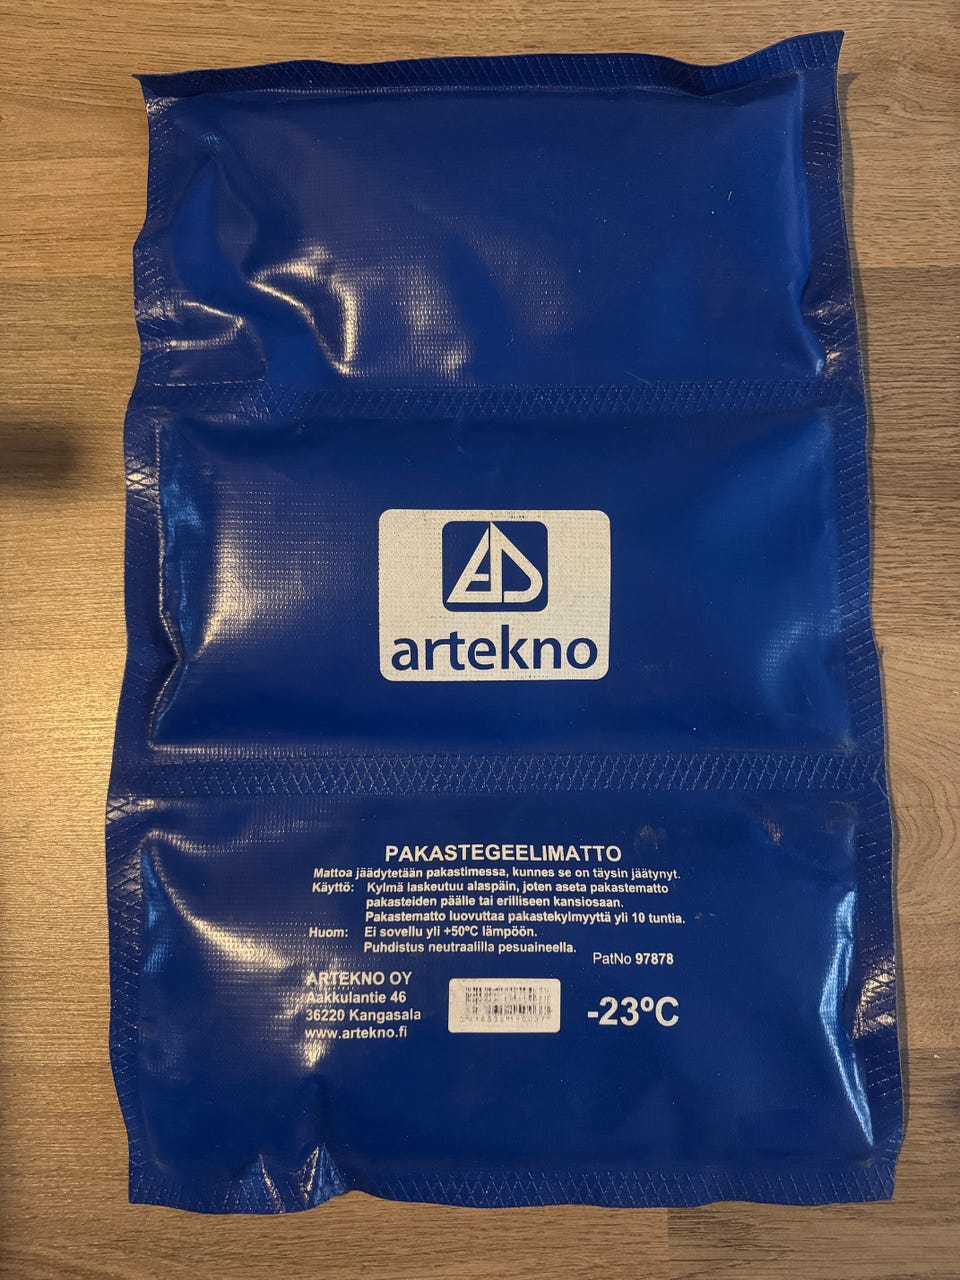 artekno
PAKASTEGEELIMATTO
Mattoa jäädytetään pakastimessa, kunnes se on täysin jäätynyt.
Käyttö: Kylmä laskeutuu alaspäin, joten aseta pakastematto
pakasteiden päälle tai erilliseen kansiosaan.
Pakastematto luovuttaa pakastekylmyyttä yli 10 tuntia.
Huom: Ei sovellu yli +50ºC lämpöön.
Puhdistus neutraalilla pesuaineella.
PatNo 97878
ARTEKNO OY
Aakkulantie 46
36220 Kangasala
www.artekno.fi
-23ºC